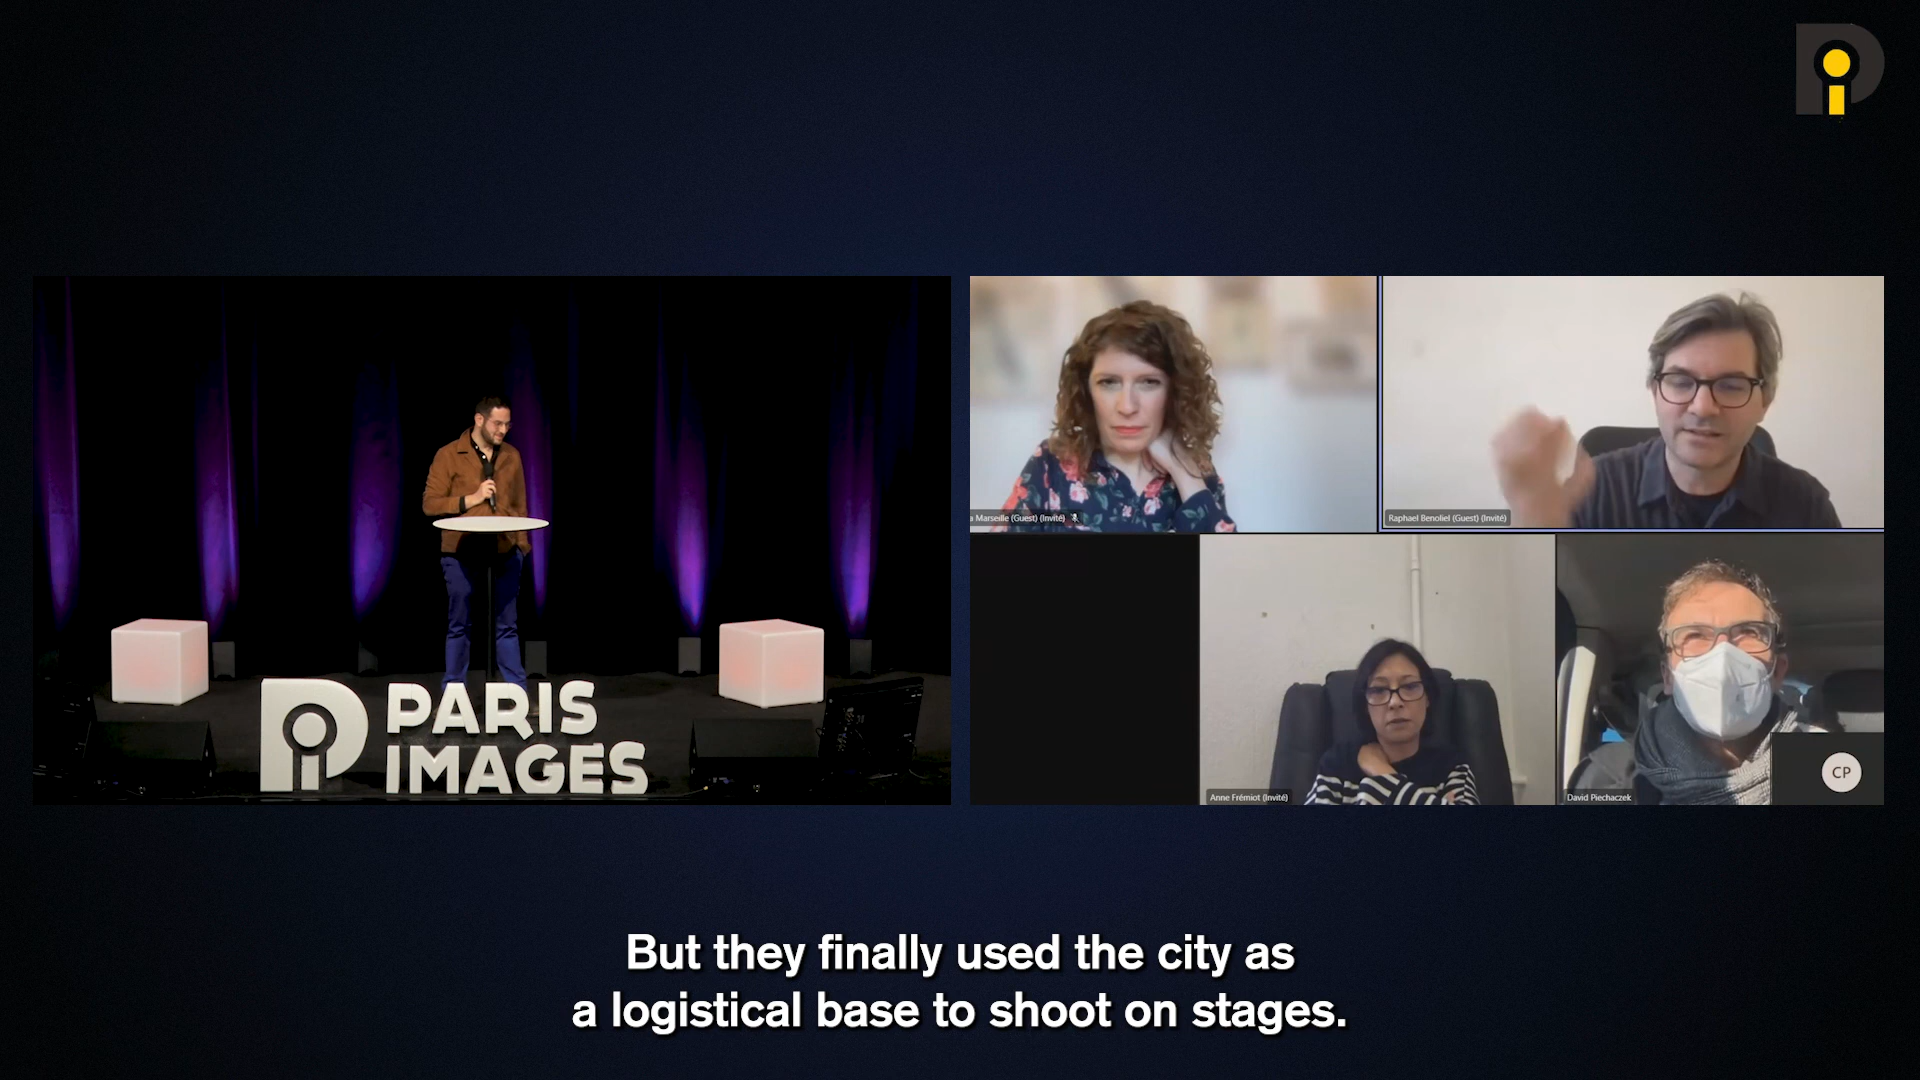 PARIS
IMAGES
a Marseille (Guest) (Invité)
Raphael Benoliel (Guest) (Invité)
Anne Frémiot (Invité)
David Piechaczek
CP
But they finally used the city as
a logistical base to shoot on stages.